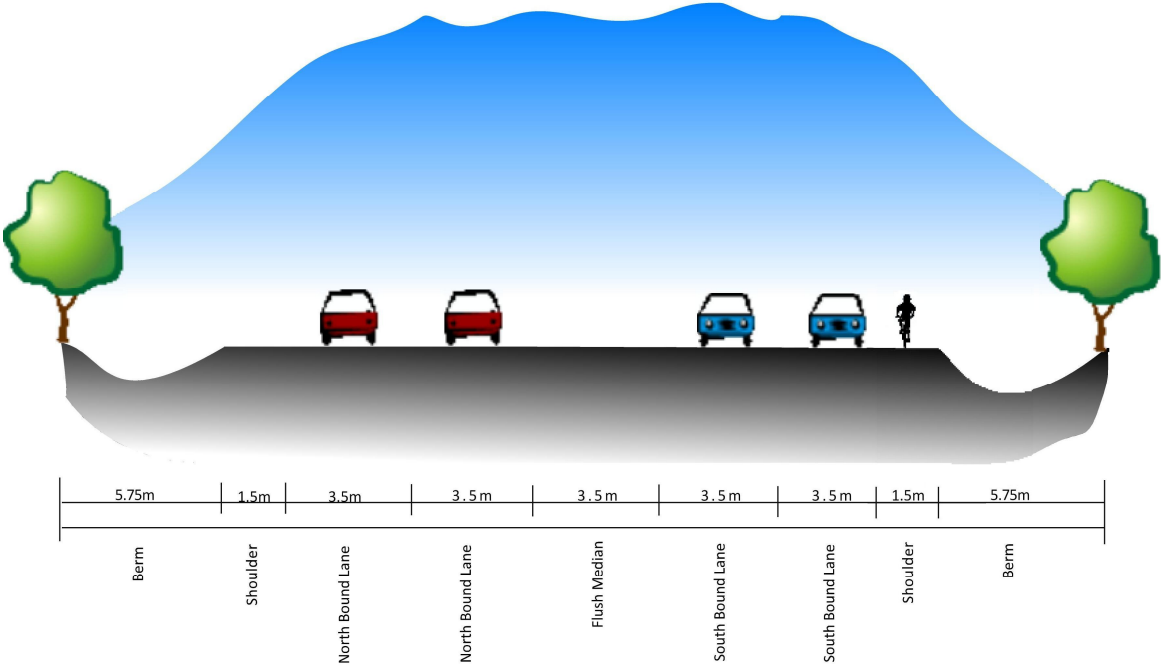 5.75m
1.5m
3.5m
3.5m
3.5m
3.5m
3.5m
1.5m
5.75m
Berm
Shoulder
North Bound Lane
North Bound Lane
Flush Median
South Bound Lane
South Bound Lane
Shoulder
Berm